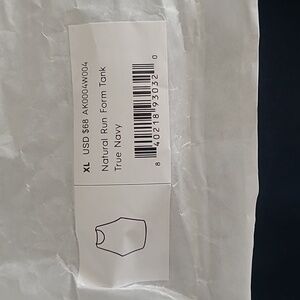 XL USD $68 AK0004W004
Natural Run Form Tank
True Navy
8 40218 93032 0